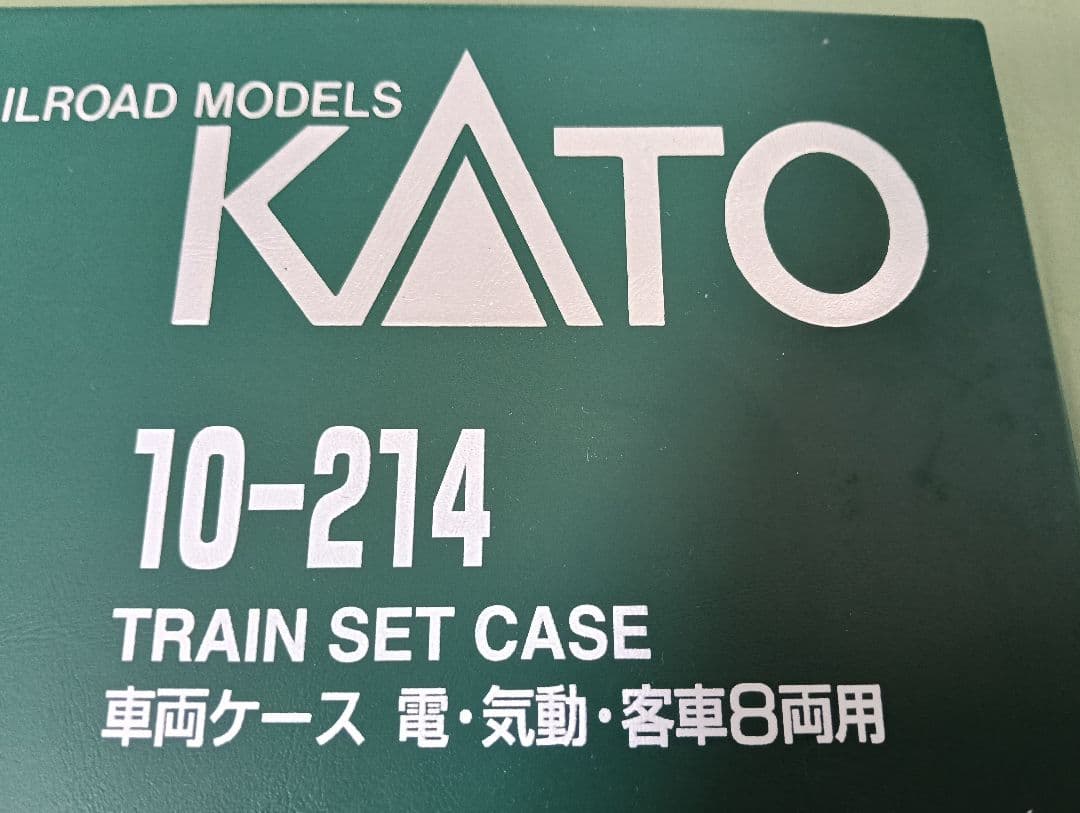 ILROAD MODELS
KATO
10-214
TRAIN SET CASE
車両ケース 電・気動・客車8両用